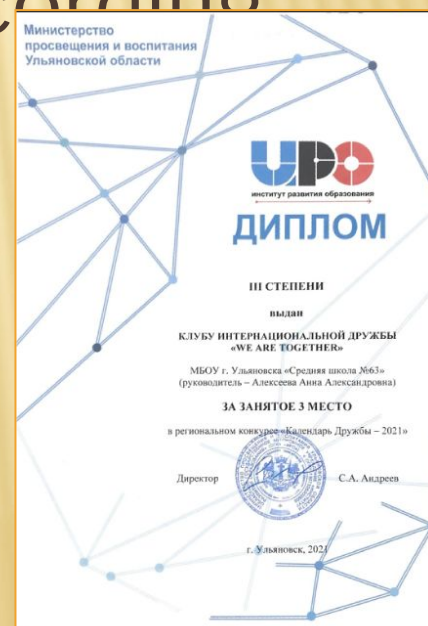 Министерство
просвещения и воспитания
Ульяновской области
ИРО
институт развития образования
ДИПЛОМ
III СТЕПЕНИ
выдан
КЛУБУ ИНТЕРНАЦИОНАЛЬНОЙ ДРУЖБЫ
«WE ARE TOGETHER»
МБОУ г. Ульяновска «Средняя школа №63»
(руководитель – Алексеева Анна Александровна)
ЗА ЗАНЯТОЕ 3 МЕСТО
в региональном конкурсе «Календарь Дружбы – 2021»
Директор С.А. Андреев
г. Ульяновск, 2021